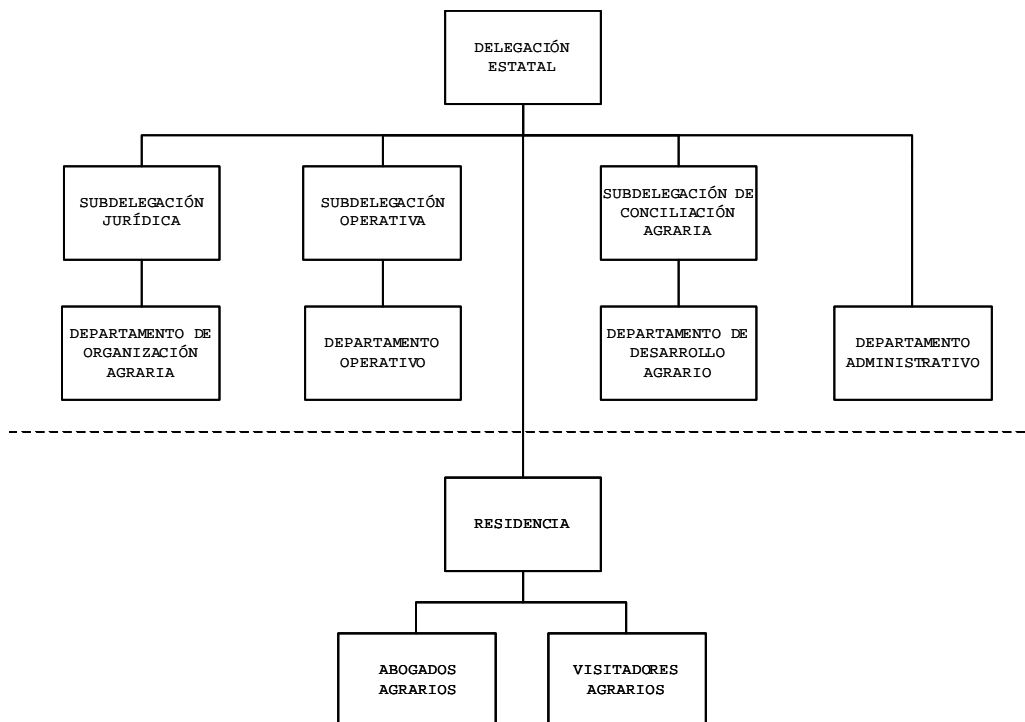 DELEGACIÓN
ESTATAL
SUBDELEGACIÓN
JURÍDICA
SUBDELEGACIÓN
OPERATIVA
SUBDELEGACIÓN DE
CONCILIACIÓN
AGRARIA
DEPARTAMENTO DE
ORGANIZACIÓN
AGRARIA
DEPARTAMENTO
OPERATIVO
DEPARTAMENTO DE
DESARROLLO
AGRARIO
DEPARTAMENTO
ADMINISTRATIVO
RESIDENCIA
ABOGADOS
AGRARIOS
VISITADORES
AGRARIOS